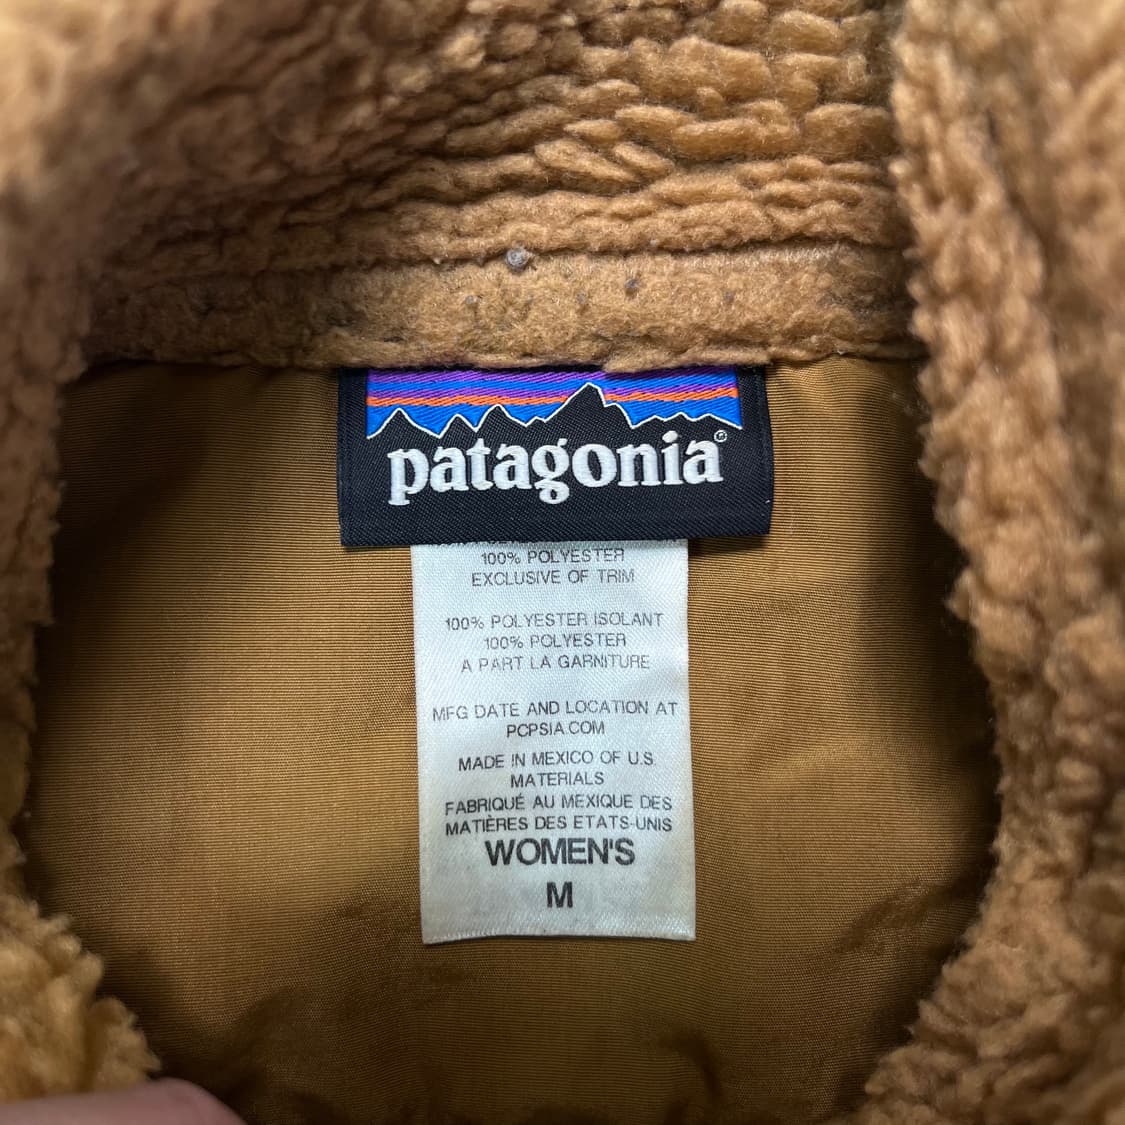 patagonia®
100% POLYESTER
EXCLUSIVE OF TRIM
100% POLYESTER ISOLANT
100% POLYESTER
A PART LA GARNITURE
MFG DATE AND LOCATION AT
PCPSIA.COM
MADE IN MEXICO OF U.S.
MATERIALS
FABRIQUÉ AU MEXIQUE DES
MATIÈRES DES ETATS-UNIS
WOMEN'S
M